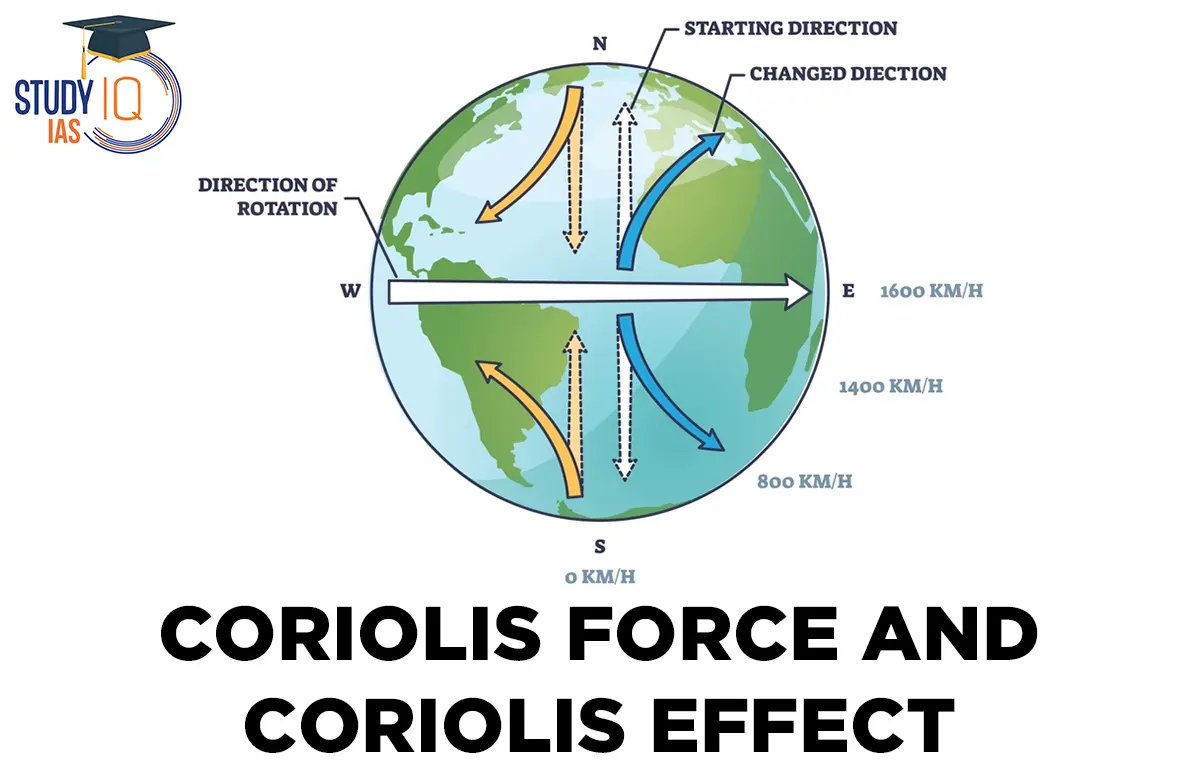 STUDY IQ
IAS
N
STARTING DIRECTION
CHANGED DIECTION
DIRECTION OF
ROTATION
W
E
1600 KM/H
1400 KM/H
800 KM/H
S
0 KM/H
CORIOLIS FORCE AND
CORIOLIS EFFECT